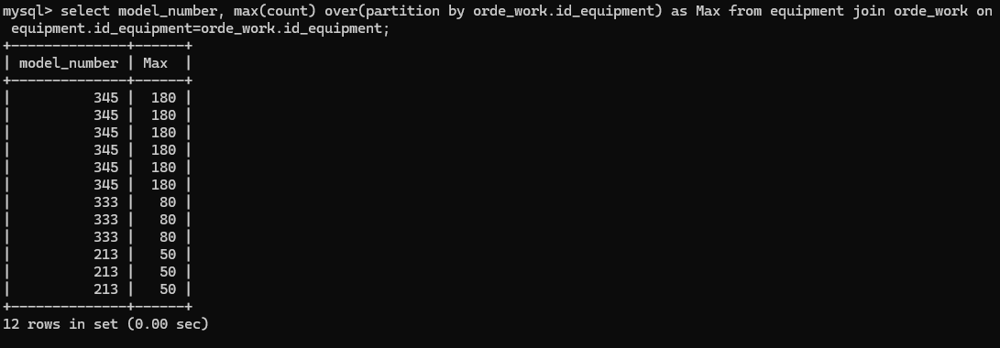 mysql> select model_number, max(count) over(partition by orde_work.id_equipment) as Max from equipment join orde_work on
 equipment.id_equipment=orde_work.id_equipment;
+--------------+------+
| model_number | Max  |
+--------------+------+
|          345 |  180 |
|          345 |  180 |
|          345 |  180 |
|          345 |  180 |
|          345 |  180 |
|          345 |  180 |
|          333 |   80 |
|          333 |   80 |
|          333 |   80 |
|          213 |   50 |
|          213 |   50 |
|          213 |   50 |
+--------------+------+
12 rows in set (0.00 sec)